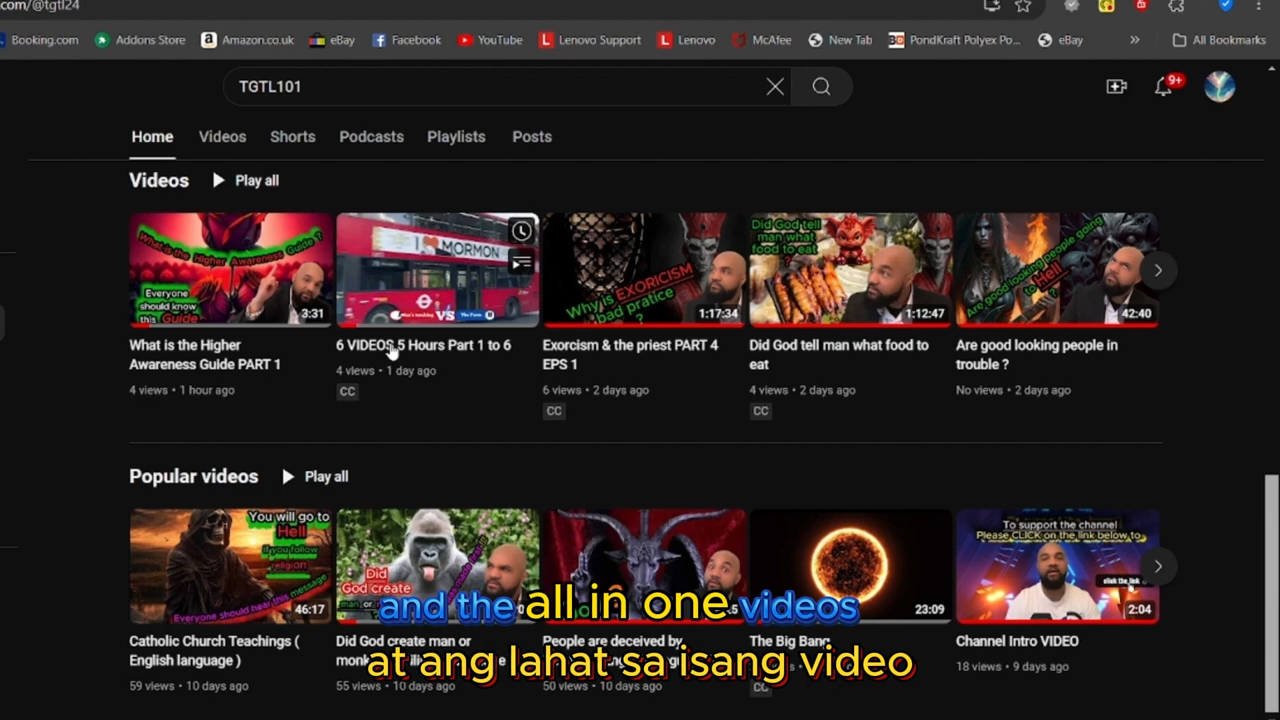 com/@tgtl24
Booking.com Addons Store Amazon.co.uk eBay Facebook YouTube Lenovo Support Lenovo McAfee New Tab PondKraft Polyex Po... eBay » All Bookmarks
TGTL101
9+
Home Videos Shorts Podcasts Playlists Posts
Videos Play all
What is the Higher Awareness Guide ?
Everyone
should know
this Guide
3:31
I MORMON
VS
Why is EXORICISM
bad pratice
?
1:17:34
Did God tell
man what
food to eat
?
1:12:47
Are good looking people going
to Hell
?
42:40
What is the Higher
Awareness Guide PART 1
4 views • 1 hour ago
6 VIDEOS 5 Hours Part 1 to 6
4 views • 1 day ago
CC
Exorcism & the priest PART 4
EPS 1
6 views • 2 days ago
CC
Did God tell man what food to
eat
4 views • 2 days ago
CC
Are good looking people in
trouble ?
No views • 2 days ago
Popular videos Play all
You will go to
Hell
if you follow
religion
Everyone should hear this message
46:17
Did
God create
man or
23:09
To support the channel
Please CLICK on the link below to
click the link
2:04
and the all in one videos
at ang lahat sa isang video
Catholic Church Teachings (
English language )
59 views • 10 days ago
Did God create man or
55 views • 10 days ago
People are deceived by
50 views • 10 days ago
The Big Bang
CC
Channel Intro VIDEO
18 views • 9 days ago